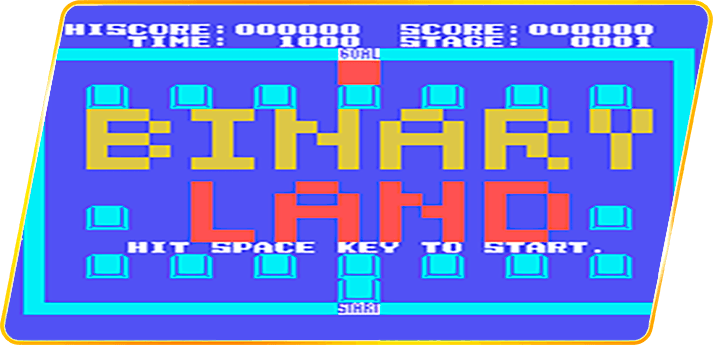 HISCORE:000000 SCORE:000000
TIME: 1000 STAGE: 0001
GOAL
BINARY
LAND
HIT SPACE KEY TO START.
START